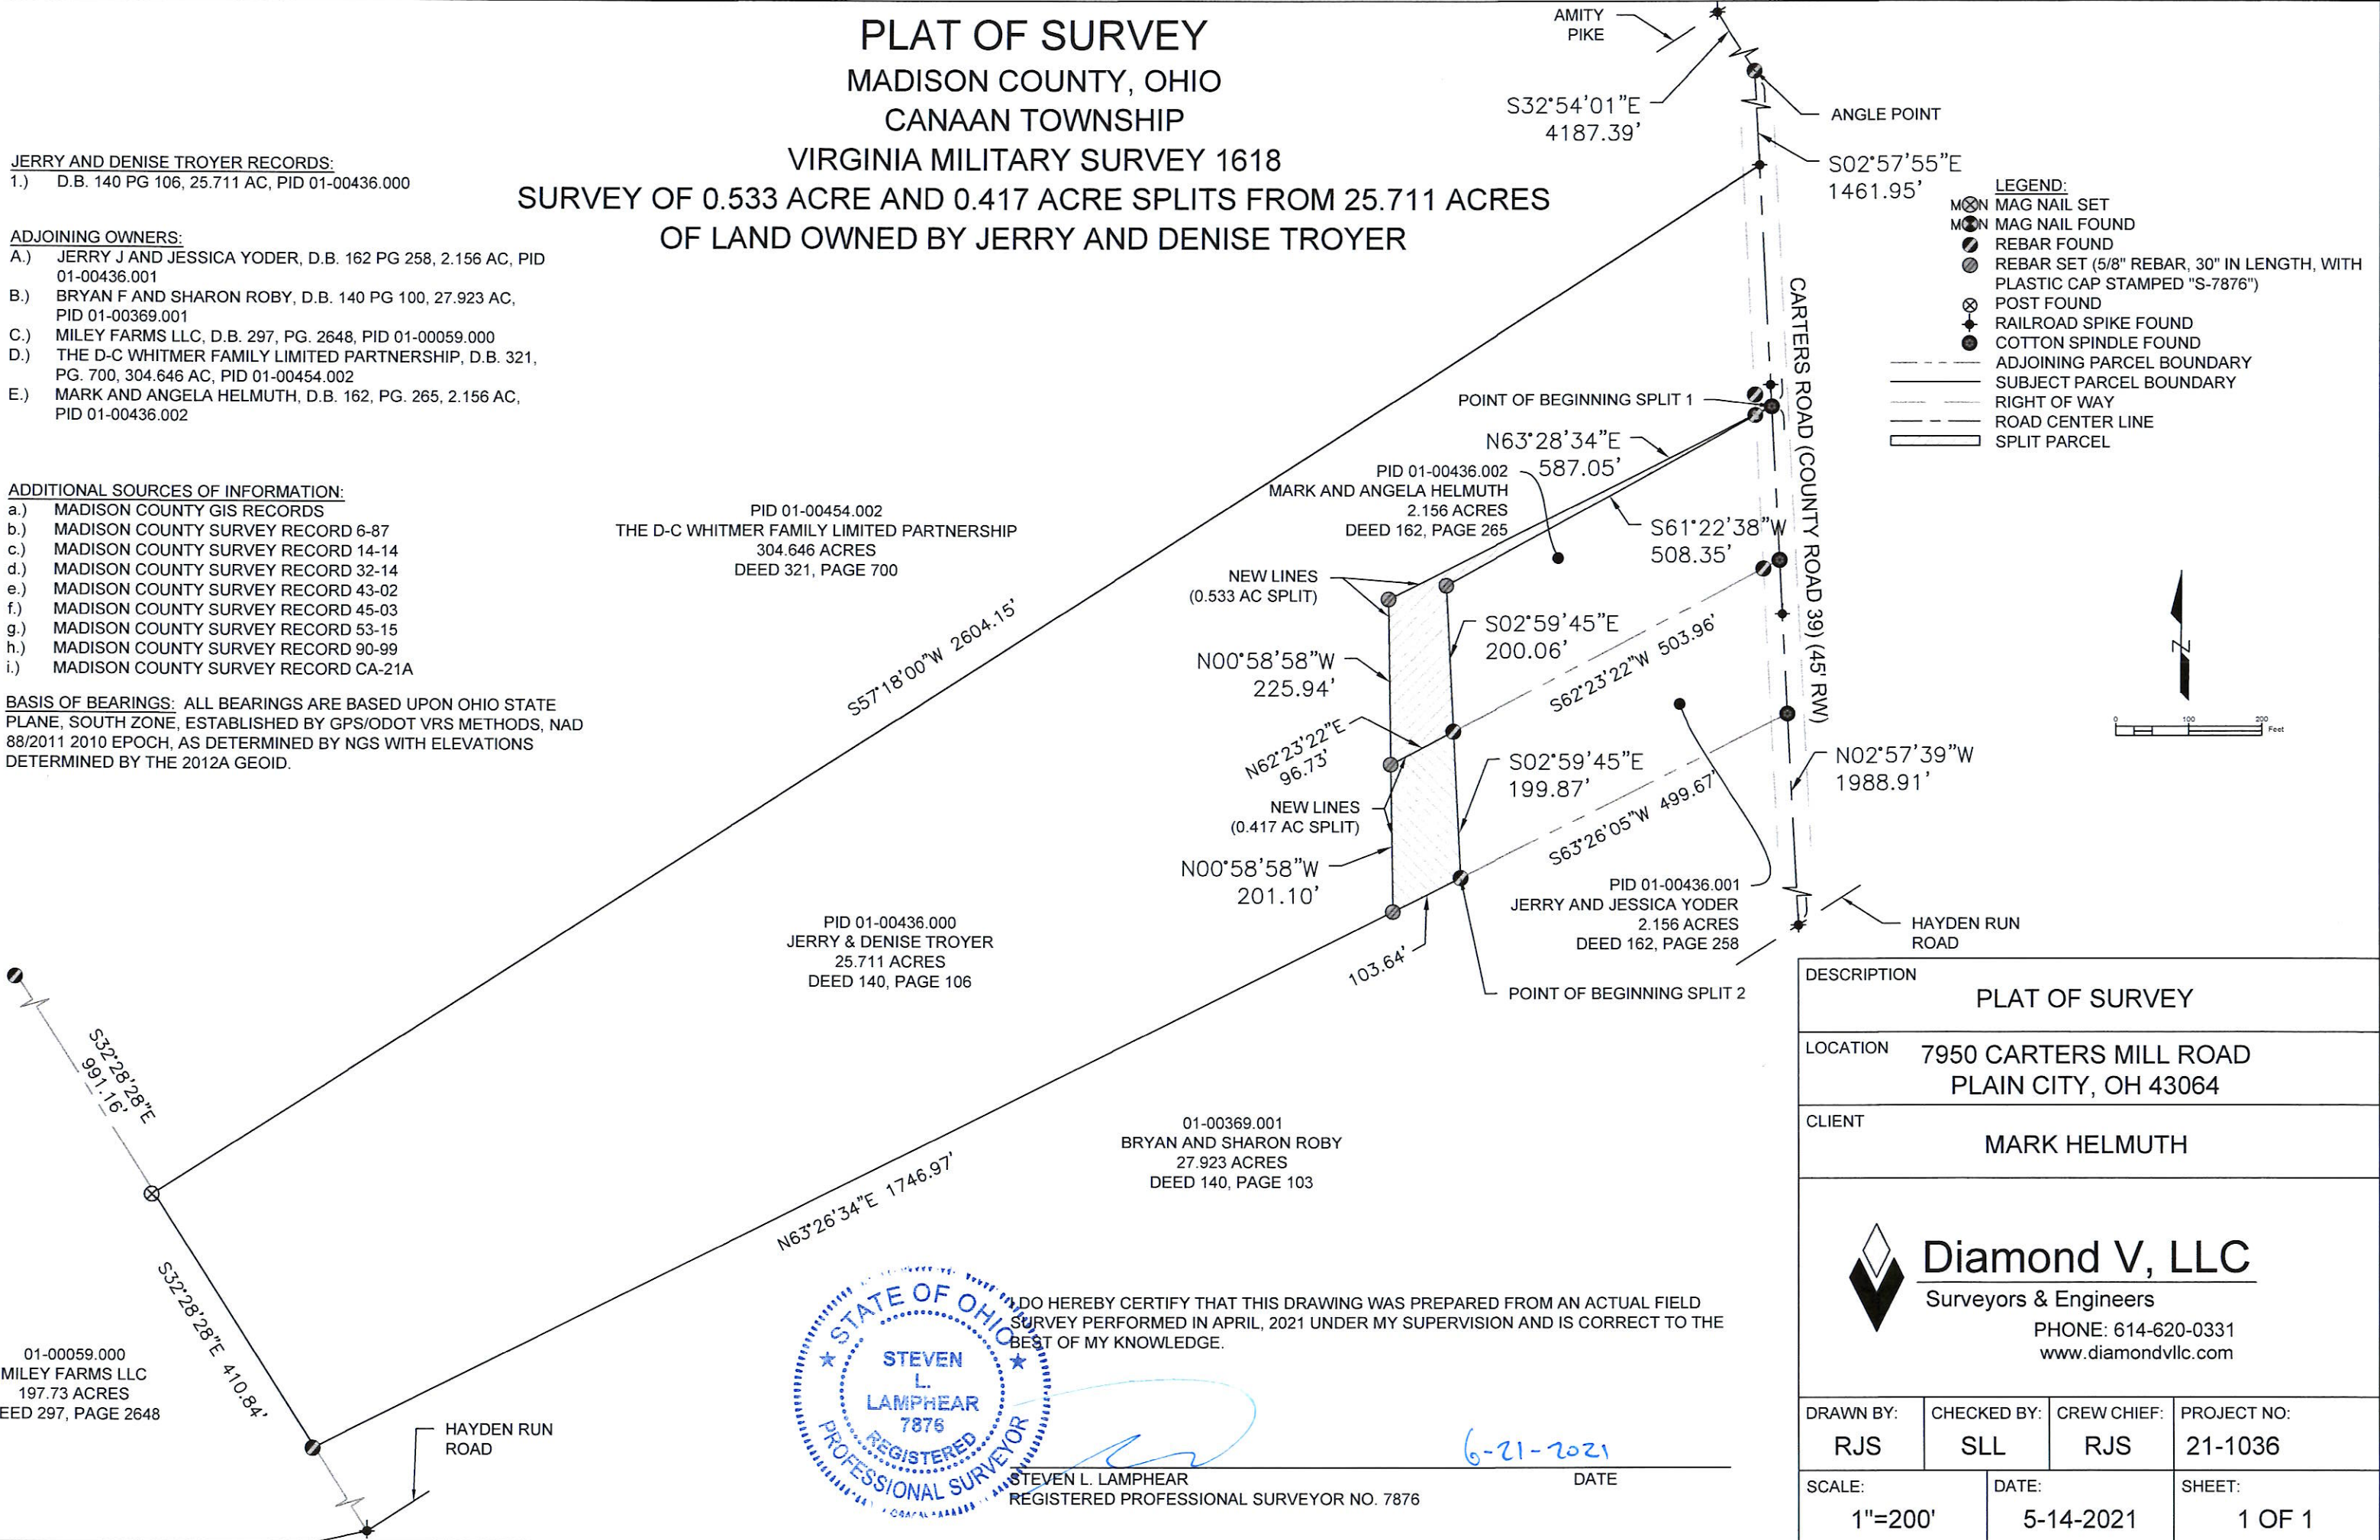 PLAT OF SURVEY
MADISON COUNTY, OHIO
CANAAN TOWNSHIP
VIRGINIA MILITARY SURVEY 1618
SURVEY OF 0.533 ACRE AND 0.417 ACRE SPLITS FROM 25.711 ACRES
OF LAND OWNED BY JERRY AND DENISE TROYER
JERRY AND DENISE TROYER RECORDS:
1.) D.B. 140 PG 106, 25.711 AC, PID 01-00436.000
ADJOINING OWNERS:
A.) JERRY J AND JESSICA YODER, D.B. 162 PG 258, 2.156 AC, PID
01-00436.001
B.) BRYAN F AND SHARON ROBY, D.B. 140 PG 100, 27.923 AC,
PID 01-00369.001
C.) MILEY FARMS LLC, D.B. 297, PG. 2648, PID 01-00059.000
D.) THE D-C WHITMER FAMILY LIMITED PARTNERSHIP, D.B. 321,
PG. 700, 304.646 AC, PID 01-00454.002
E.) MARK AND ANGELA HELMUTH, D.B. 162, PG. 265, 2.156 AC,
PID 01-00436.002
ADDITIONAL SOURCES OF INFORMATION:
a.) MADISON COUNTY GIS RECORDS
b.) MADISON COUNTY SURVEY RECORD 6-87
c.) MADISON COUNTY SURVEY RECORD 14-14
d.) MADISON COUNTY SURVEY RECORD 32-14
e.) MADISON COUNTY SURVEY RECORD 43-02
f.) MADISON COUNTY SURVEY RECORD 45-03
g.) MADISON COUNTY SURVEY RECORD 53-15
h.) MADISON COUNTY SURVEY RECORD 90-99
i.) MADISON COUNTY SURVEY RECORD CA-21A
BASIS OF BEARINGS: ALL BEARINGS ARE BASED UPON OHIO STATE
PLANE, SOUTH ZONE, ESTABLISHED BY GPS/ODOT VRS METHODS, NAD
88/2011 2010 EPOCH, AS DETERMINED BY NGS WITH ELEVATIONS
DETERMINED BY THE 2012A GEOID.
AMITY
PIKE
S32°54'01"E
4187.39'
ANGLE POINT
S02°57'55"E
1461.95'
LEGEND:
MN MAG NAIL SET
MN MAG NAIL FOUND
REBAR FOUND
REBAR SET (5/8" REBAR, 30" IN LENGTH, WITH
PLASTIC CAP STAMPED "S-7876")
POST FOUND
RAILROAD SPIKE FOUND
COTTON SPINDLE FOUND
ADJOINING PARCEL BOUNDARY
SUBJECT PARCEL BOUNDARY
RIGHT OF WAY
ROAD CENTER LINE
SPLIT PARCEL
CARTERS ROAD (COUNTY ROAD 39) (45' RW)
POINT OF BEGINNING SPLIT 1
N63°28'34"E
587.05'
PID 01-00436.002
MARK AND ANGELA HELMUTH
2.156 ACRES
DEED 162, PAGE 265
S61°22'38"W
508.35'
PID 01-00454.002
THE D-C WHITMER FAMILY LIMITED PARTNERSHIP
304.646 ACRES
DEED 321, PAGE 700
NEW LINES
(0.533 AC SPLIT)
S57°18'00"W 2604.15'
S02°59'45"E
200.06'
N00°58'58"W
225.94'
S62°23'22"W 503.96'
N62°23'22"E
96.73'
S02°59'45"E
199.87'
NEW LINES
(0.417 AC SPLIT)
S63°26'05"W 499.67'
N02°57'39"W
1988.91'
N
0 100 200
Feet
N00°58'58"W
201.10'
PID 01-00436.001
JERRY AND JESSICA YODER
2.156 ACRES
DEED 162, PAGE 258
HAYDEN RUN
ROAD
103.64'
POINT OF BEGINNING SPLIT 2
PID 01-00436.000
JERRY & DENISE TROYER
25.711 ACRES
DEED 140, PAGE 106
S32°28'28"E
991.16'
01-00369.001
BRYAN AND SHARON ROBY
27.923 ACRES
DEED 140, PAGE 103
N63°26'34"E 1746.97'
S32°28'28"E 410.84'
01-00059.000
MILEY FARMS LLC
197.73 ACRES
EED 297, PAGE 2648
HAYDEN RUN
ROAD
STATE OF OHIO
STEVEN
L.
LAMPHEAR
7876
REGISTERED
PROFESSIONAL SURVEYOR
I DO HEREBY CERTIFY THAT THIS DRAWING WAS PREPARED FROM AN ACTUAL FIELD
SURVEY PERFORMED IN APRIL, 2021 UNDER MY SUPERVISION AND IS CORRECT TO THE
BEST OF MY KNOWLEDGE.
6-21-2021
STEVEN L. LAMPHEAR DATE
REGISTERED PROFESSIONAL SURVEYOR NO. 7876
DESCRIPTION
PLAT OF SURVEY
LOCATION
7950 CARTERS MILL ROAD
PLAIN CITY, OH 43064
CLIENT
MARK HELMUTH
Diamond V, LLC
Surveyors & Engineers
PHONE: 614-620-0331
www.diamondvllc.com
DRAWN BY: CHECKED BY: CREW CHIEF: PROJECT NO:
RJS SLL RJS 21-1036
SCALE: DATE: SHEET:
1"=200' 5-14-2021 1 OF 1